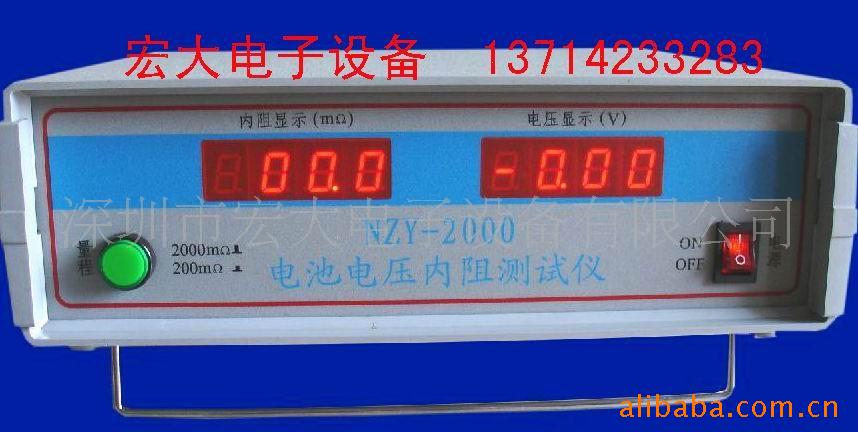 宏大电子设备 13714233283
内阻显示(mΩ) 电压显示(V)
00.0 -0.00
深圳市宏大电子设备有限公司
NZY-2000
量程 2000mΩ 200mΩ
ON OFF 电源
电池电压内阻测试仪
alibaba.com.cn